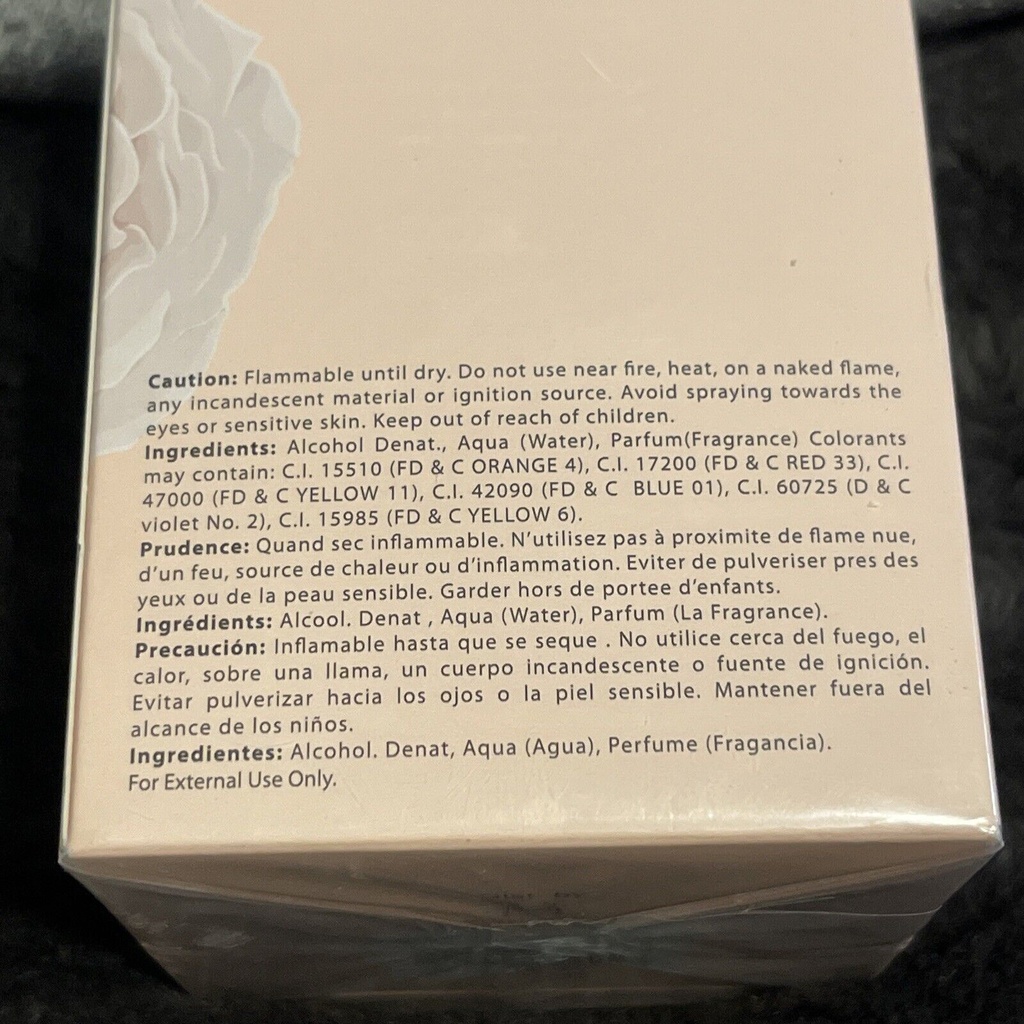 Caution: Flammable until dry. Do not use near fire, heat, on a naked flame,
any incandescent material or ignition source. Avoid spraying towards the
eyes or sensitive skin. Keep out of reach of children.
Ingredients: Alcohol Denat., Aqua (Water), Parfum(Fragrance) Colorants
may contain: C.I. 15510 (FD & C ORANGE 4), C.I. 17200 (FD & C RED 33), C.I.
47000 (FD & C YELLOW 11), C.I. 42090 (FD & C BLUE 01), C.I. 60725 (D & C
violet No. 2), C.I. 15985 (FD & C YELLOW 6).
Prudence: Quand sec inflammable. N'utilisez pas à proximite de flame nue,
d'un feu, source de chaleur ou d'inflammation. Eviter de pulveriser pres des
yeux ou de la peau sensible. Garder hors de portee d'enfants.
Ingrédients: Alcool. Denat , Aqua (Water), Parfum (La Fragrance).
Precaución: Inflamable hasta que se seque . No utilice cerca del fuego, el
calor, sobre una llama, un cuerpo incandescente o fuente de ignición.
Evitar pulverizar hacia los ojos o la piel sensible. Mantener fuera del
alcance de los niños.
Ingredientes: Alcohol. Denat, Aqua (Agua), Perfume (Fragancia).
For External Use Only.